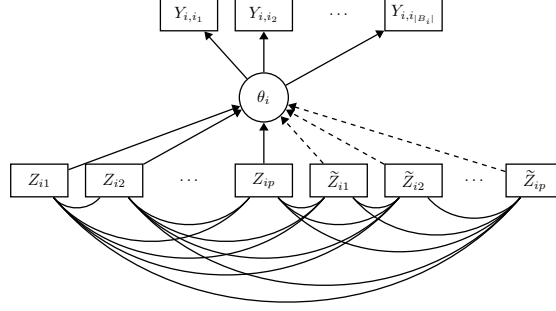 Y_{i,i_1} Y_{i,i_2} ⋯ Y_{i,i_{|B_i|}}
θ_i
Z_{i1} Z_{i2} ⋯ Z_{ip} Z̃_{i1} Z̃_{i2} ⋯ Z̃_{ip}